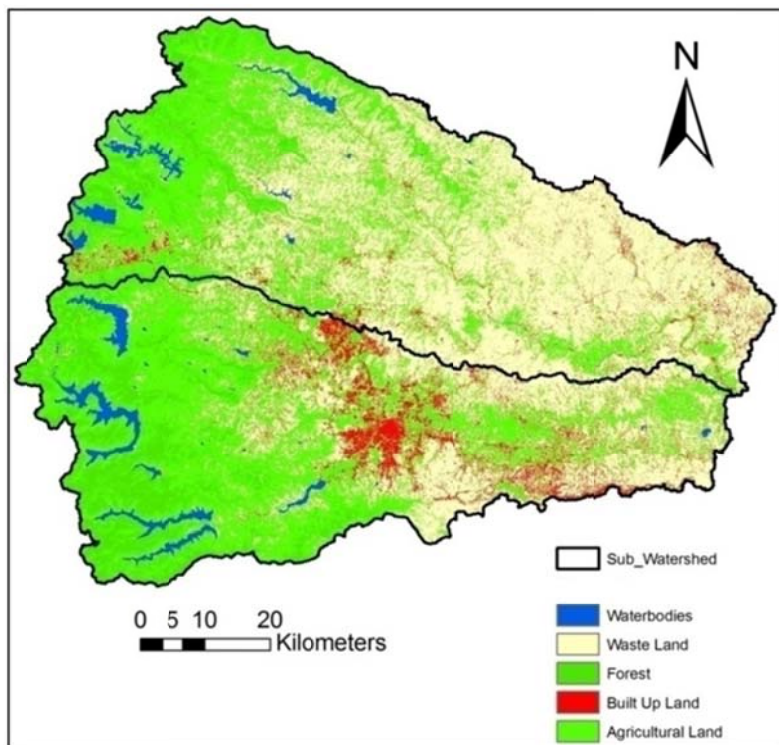 N
0 5 10 20
Kilometers
Sub_Watershed
Waterbodies
Waste Land
Forest
Built Up Land
Agricultural Land